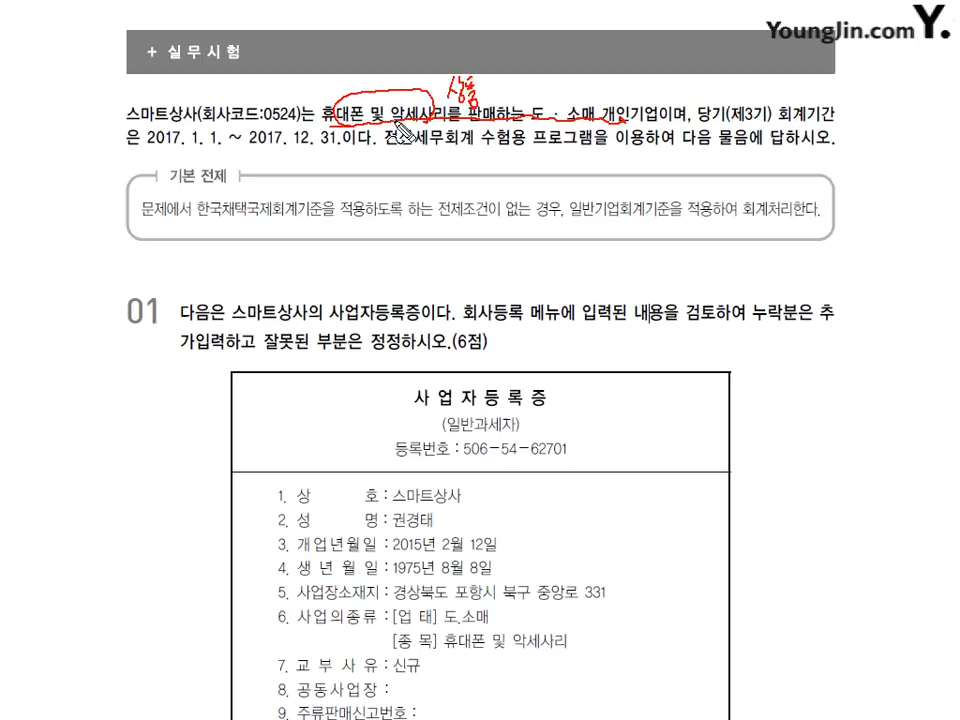 YoungJin.com Y.
+ 실무시험
상품
스마트상사(회사코드:0524)는 휴대폰 및 악세사리를 판매하는 도 · 소매 개인기업이며, 당기(제3기) 회계기간
은 2017. 1. 1. ~ 2017. 12. 31.이다. 전산세무회계 수험용 프로그램을 이용하여 다음 물음에 답하시오.
기본 전제
문제에서 한국채택국제회계기준을 적용하도록 하는 전제조건이 없는 경우, 일반기업회계기준을 적용하여 회계처리한다.
01 다음은 스마트상사의 사업자등록증이다. 회사등록 메뉴에 입력된 내용을 검토하여 누락분은 추
가입력하고 잘못된 부분은 정정하시오.(6점)
사 업 자 등 록 증
(일반과세자)
등록번호 : 506-54-62701
1. 상 호 : 스마트상사
2. 성 명 : 권경태
3. 개업년월일 : 2015년 2월 12일
4. 생 년 월 일 : 1975년 8월 8일
5. 사업장소재지 : 경상북도 포항시 북구 중앙로 331
6. 사업의종류 : [업 태] 도.소매
[종 목] 휴대폰 및 악세사리
7. 교 부 사 유 : 신규
8. 공동사업장 :
9. 주류판매신고번호 :